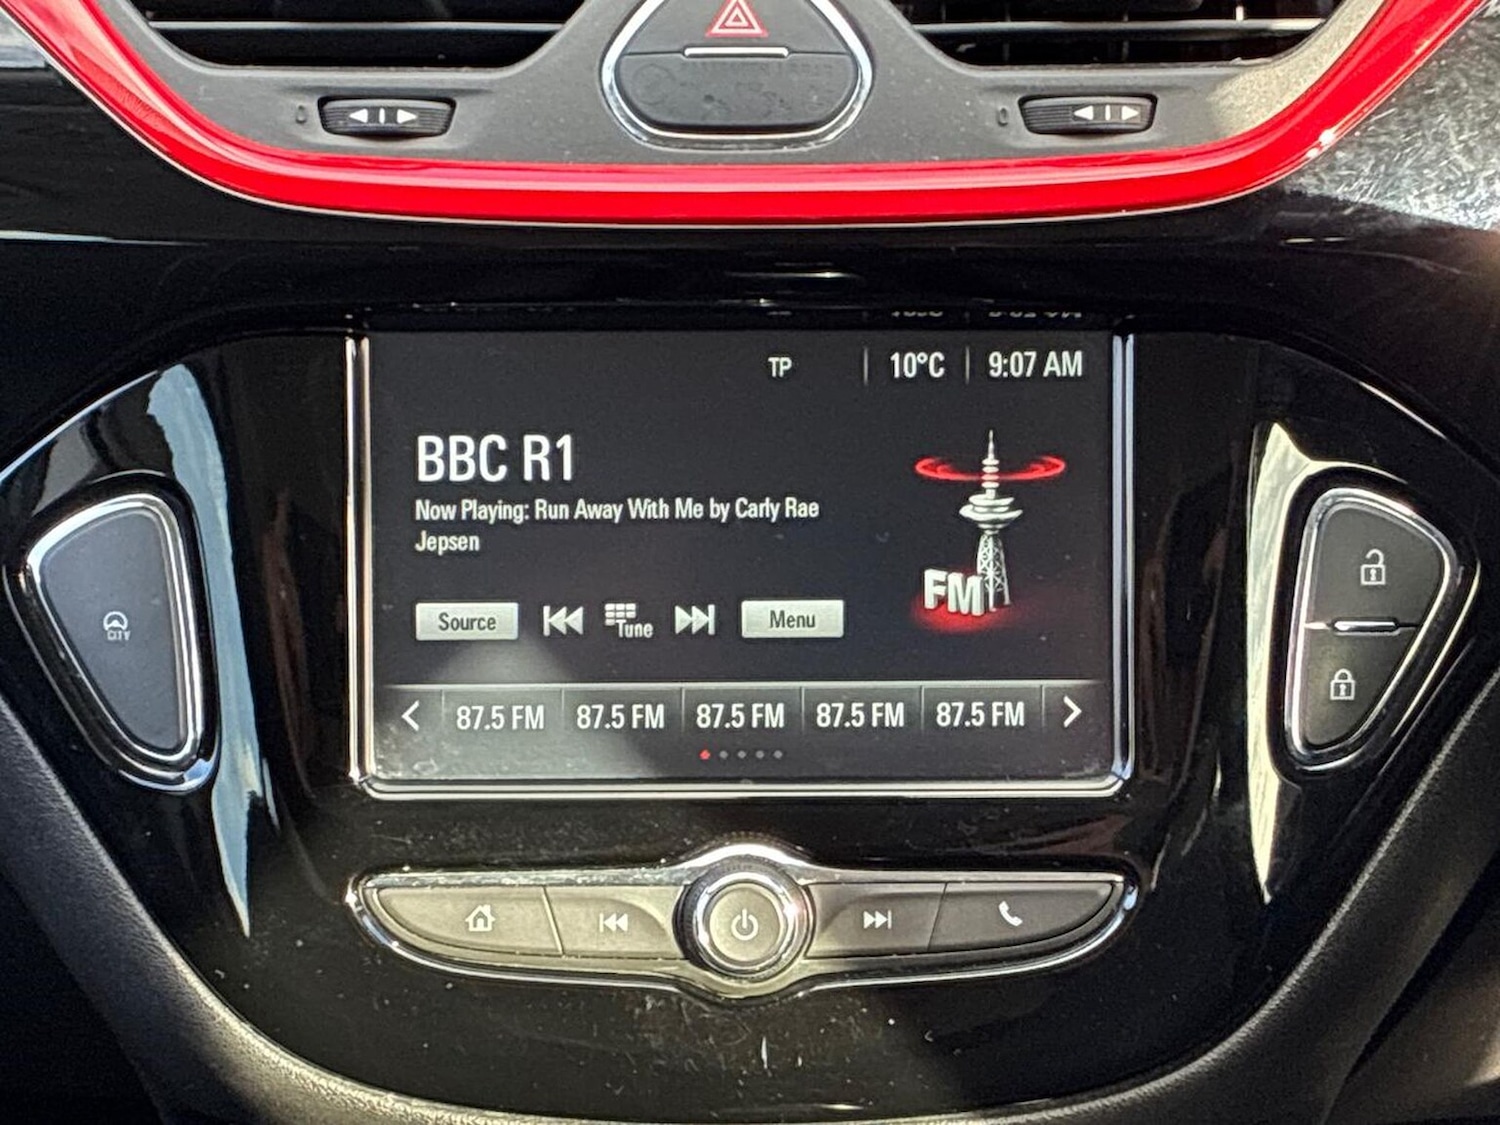 TP 10°C 9:07 AM
BBC R1
Now Playing: Run Away With Me by Carly Rae
Jepsen
FM
Source Tune Menu
87.5 FM 87.5 FM 87.5 FM 87.5 FM 87.5 FM
CITY